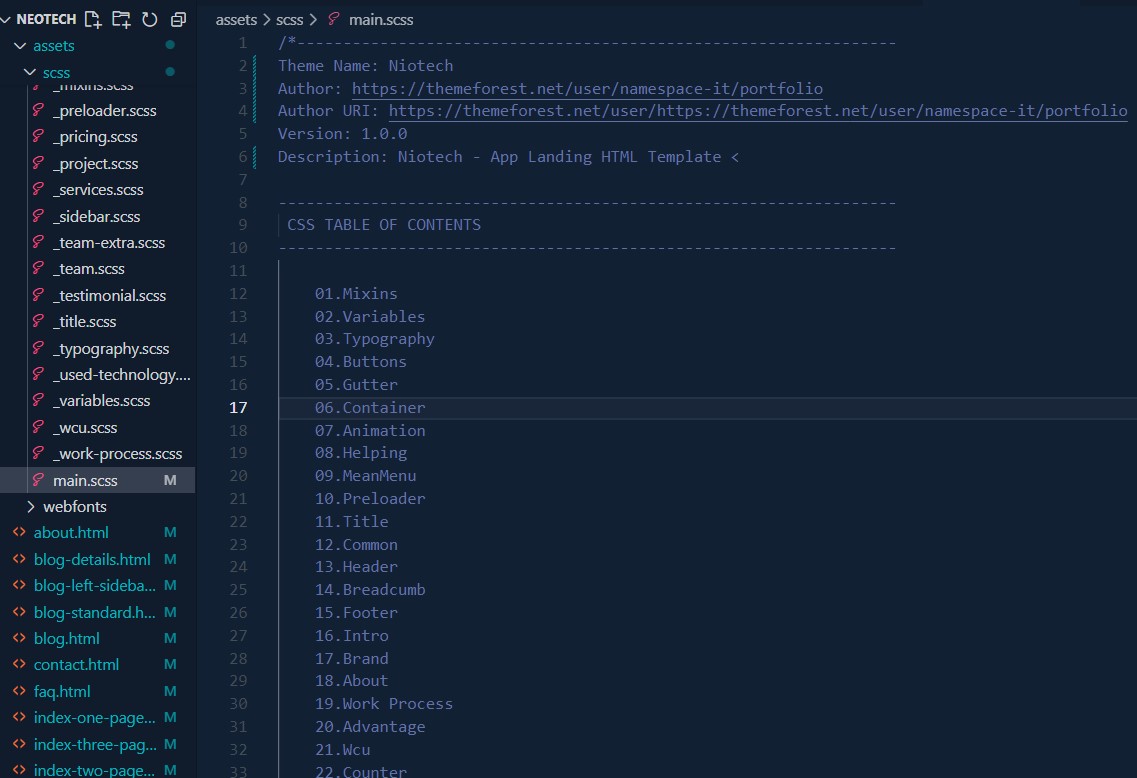 NEOTECH
assets
scss
_mixins.scss
_preloader.scss
_pricing.scss
_project.scss
_services.scss
_sidebar.scss
_team-extra.scss
_team.scss
_testimonial.scss
_title.scss
_typography.scss
_used-technology....
_variables.scss
_wcu.scss
_work-process.scss
main.scss M
webfonts
about.html M
blog-details.html M
blog-left-sideba... M
blog-standard.h... M
blog.html M
contact.html M
faq.html M
index-one-page... M
index-three-pag... M
index-two-page... M
assets > scss > main.scss
1 /*-------------------------------------------------------------------
2 Theme Name: Niotech
3 Author: https://themeforest.net/user/namespace-it/portfolio
4 Author URI: https://themeforest.net/user/https://themeforest.net/user/namespace-it/portfolio
5 Version: 1.0.0
6 Description: Niotech - App Landing HTML Template <
7
8 -------------------------------------------------------------------
9 CSS TABLE OF CONTENTS
10 -------------------------------------------------------------------
11
12 01.Mixins
13 02.Variables
14 03.Typography
15 04.Buttons
16 05.Gutter
17 06.Container
18 07.Animation
19 08.Helping
20 09.MeanMenu
21 10.Preloader
22 11.Title
23 12.Common
24 13.Header
25 14.Breadcumb
26 15.Footer
27 16.Intro
28 17.Brand
29 18.About
30 19.Work Process
31 20.Advantage
32 21.Wcu
33 22.Counter